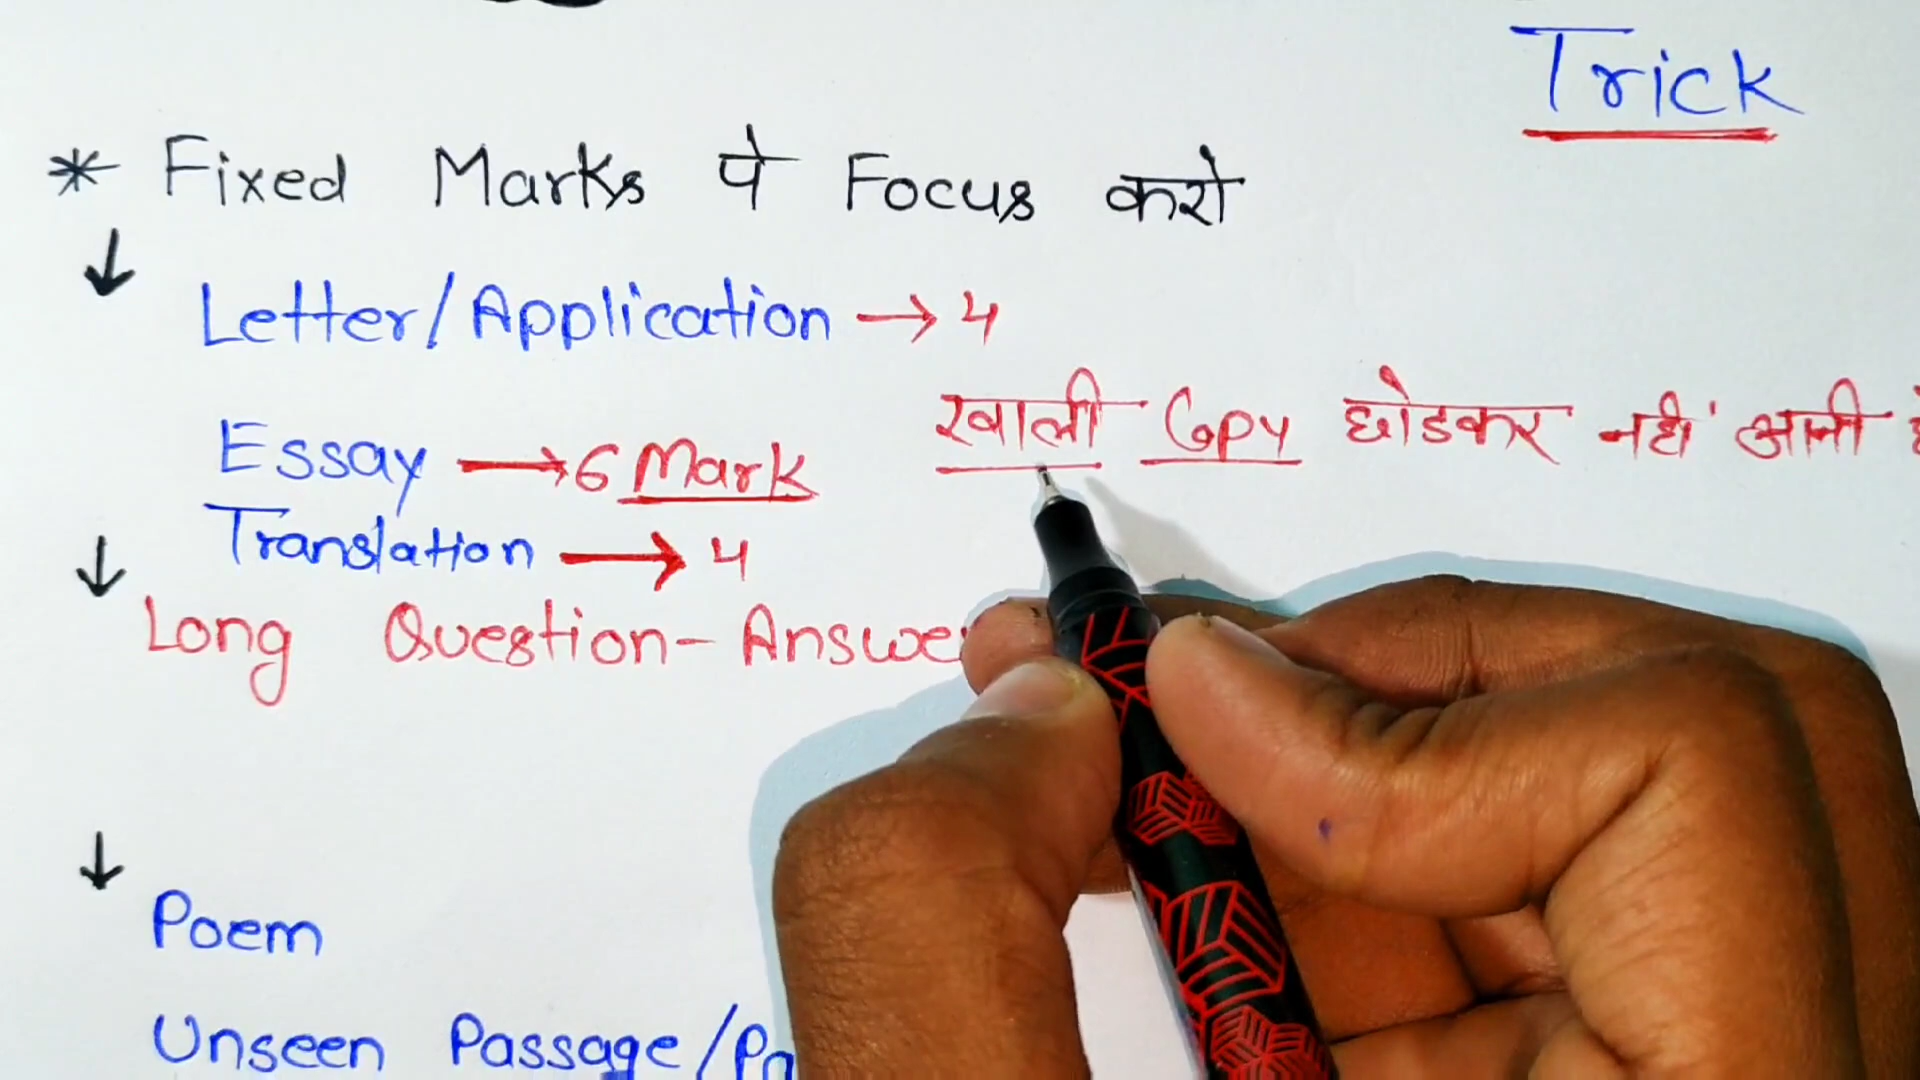 Trick
* Fixed Marks पे Focus करो
↓
Letter/Application → 4
खाली Copy छोडकर नहीं आनी
Essay → 6 Mark
Translation → 4
↓
Long Question-Answer
↓
Poem
Unseen Passage/